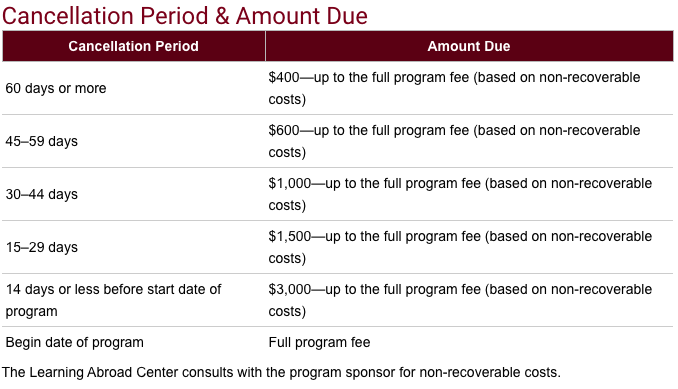 Cancellation Period & Amount Due
Cancellation Period Amount Due
60 days or more
$400—up to the full program fee (based on non-recoverable
costs)
45–59 days
$600—up to the full program fee (based on non-recoverable
costs)
30–44 days
$1,000—up to the full program fee (based on non-recoverable
costs)
15–29 days
$1,500—up to the full program fee (based on non-recoverable
costs)
14 days or less before start date of
program
$3,000—up to the full program fee (based on non-recoverable
costs)
Begin date of program Full program fee
The Learning Abroad Center consults with the program sponsor for non-recoverable costs.